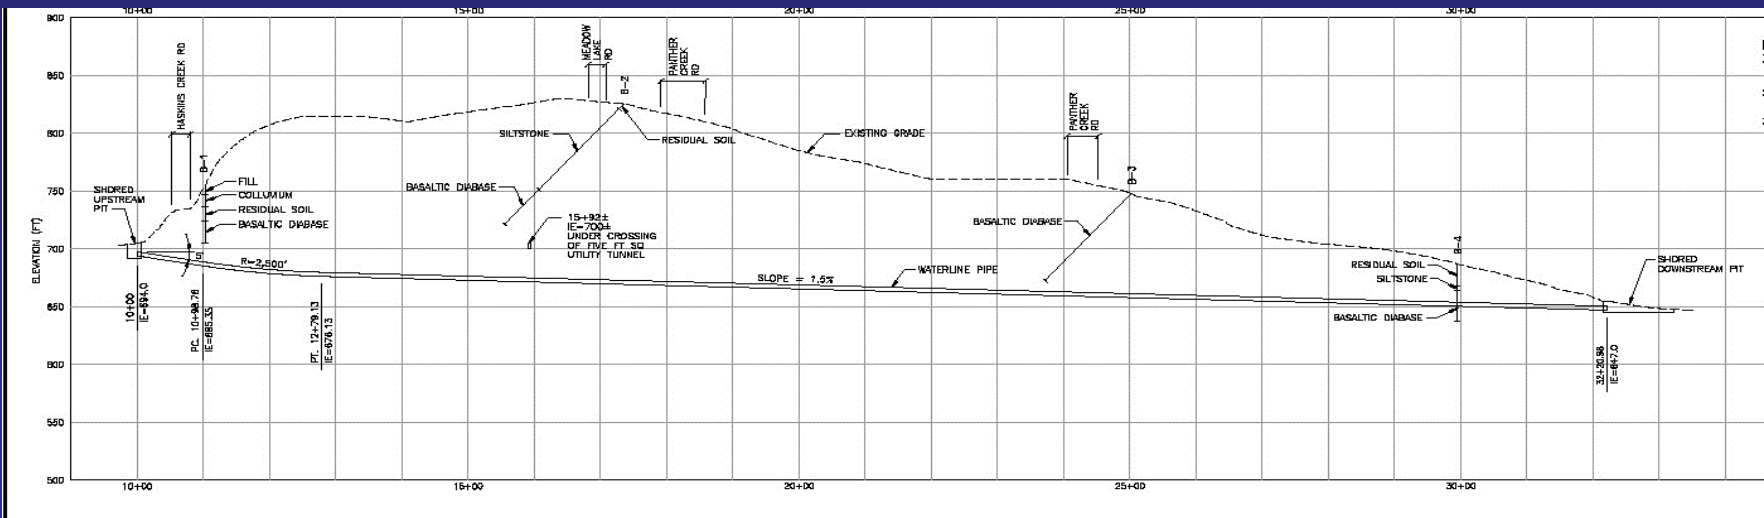 10+00 15+00 20+00 25+00 30+00
900
850
800
750
700
650
600
550
500
ELEVATION (FT)
HASKINS CREEK RD
MEADOW
LAKE
RD
PANTHER
CREEK
RD
PANTHER
CREEK
RD
B-1
B-2
B-3
B-4
SHORED
UPSTREAM
PIT
FILL
COLLUVIUM
RESIDUAL SOIL
BASALTIC DIABASE
SILTSTONE
RESIDUAL SOIL
EXISTING GRADE
BASALTIC DIABASE
15+92±
IE=700±
UNDER CROSSING
OF FIVE FT SQ
UTILITY TUNNEL
BASALTIC DIABASE
R=2,500'
SLOPE = 1.5%
WATERLINE PIPE
RESIDUAL SOIL
SILTSTONE
BASALTIC DIABASE
SHORED
DOWNSTREAM PIT
10+00
IE=694.0
PC. 10+98.76
IE=685.35
PT. 12+79.13
IE=676.13
32+20.98
IE=647.0
10+00 15+00 20+00 25+00 30+00